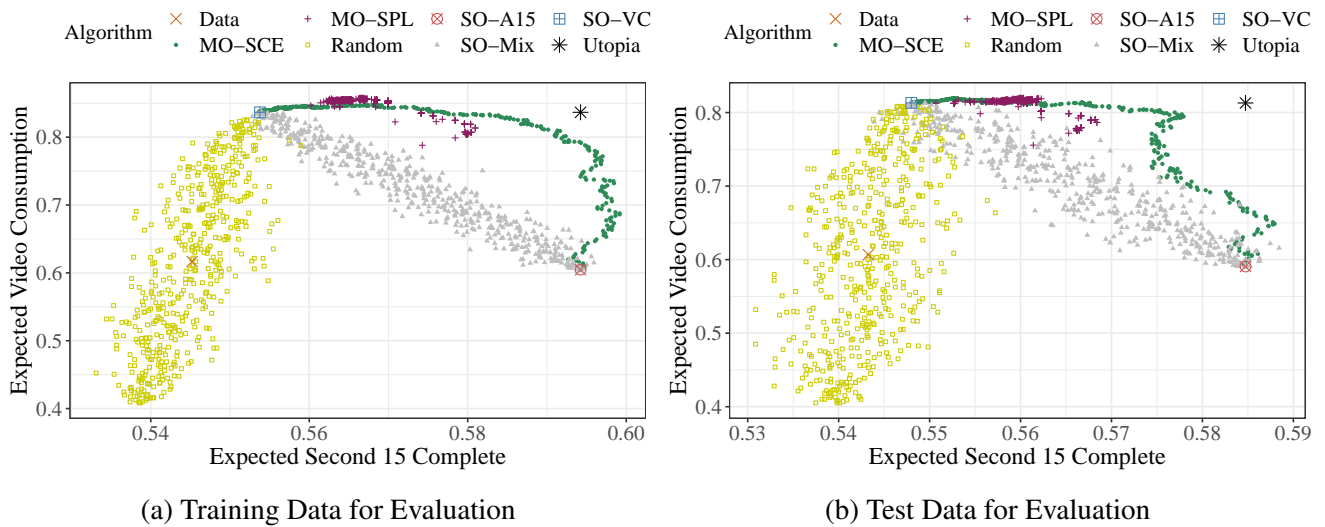 Algorithm Data MO−SPL SO−A15 SO−VC
MO−SCE Random SO−Mix Utopia
Expected Video Consumption
0.8
0.7
0.6
0.5
0.4
0.54 0.56 0.58 0.60
Expected Second 15 Complete
(a) Training Data for Evaluation
Algorithm Data MO−SPL SO−A15 SO−VC
MO−SCE Random SO−Mix Utopia
Expected Video Consumption
0.8
0.7
0.6
0.5
0.4
0.53 0.54 0.55 0.56 0.57 0.58 0.59
Expected Second 15 Complete
(b) Test Data for Evaluation